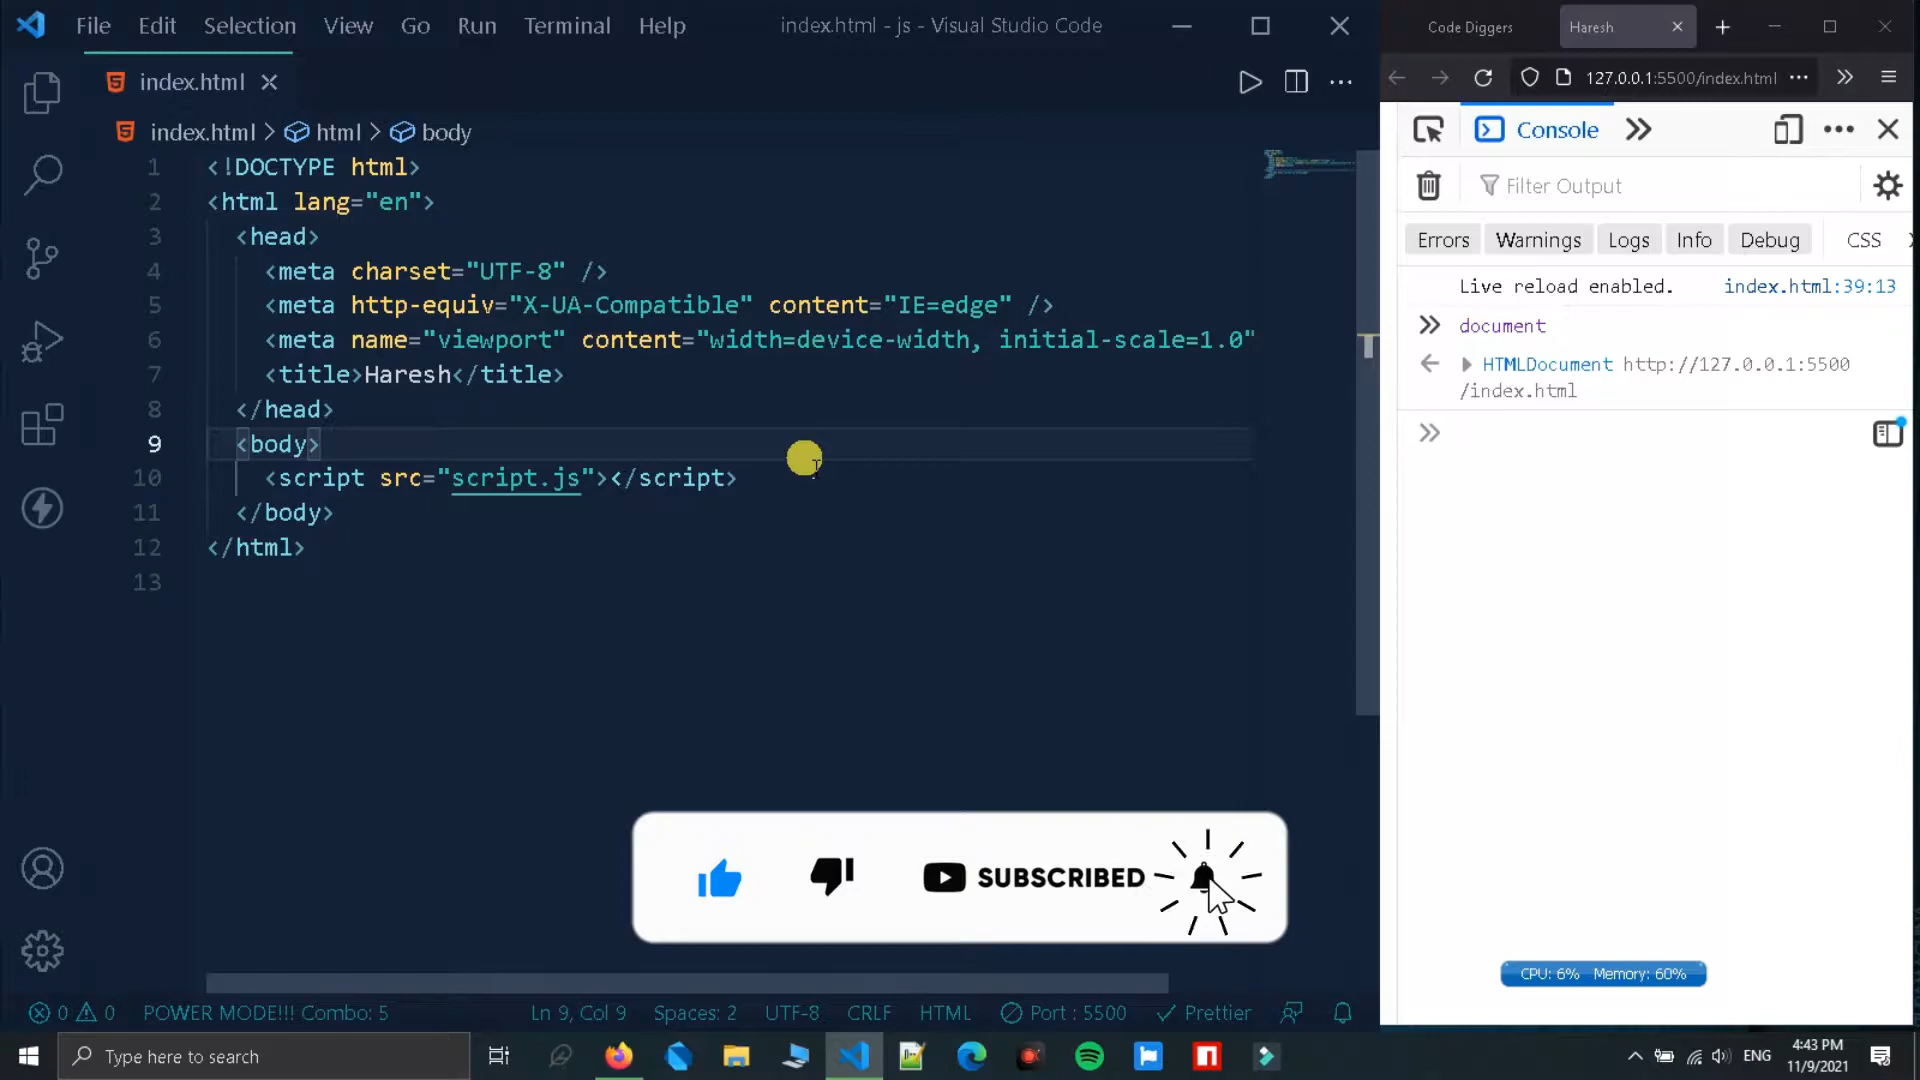 File Edit Selection View Go Run Terminal Help index.html - js - Visual Studio Code
index.html
index.html > html > body
1 <!DOCTYPE html>
2 <html lang="en">
3 <head>
4 <meta charset="UTF-8" />
5 <meta http-equiv="X-UA-Compatible" content="IE=edge" />
6 <meta name="viewport" content="width=device-width, initial-scale=1.0"
7 <title>Haresh</title>
8 </head>
9 <body>
10 <script src="script.js"></script>
11 </body>
12 </html>
13
SUBSCRIBED
0 0 POWER MODE!!! Combo: 5 Ln 9, Col 9 Spaces: 2 UTF-8 CRLF HTML Port : 5500 Prettier
Code Diggers Haresh
127.0.0.1:5500/index.html
Console
Filter Output
Errors Warnings Logs Info Debug CSS
Live reload enabled. index.html:39:13
document
HTMLDocument http://127.0.0.1:5500
/index.html
CPU: 6% Memory: 60%
Type here to search
ENG
4:43 PM
11/9/2021